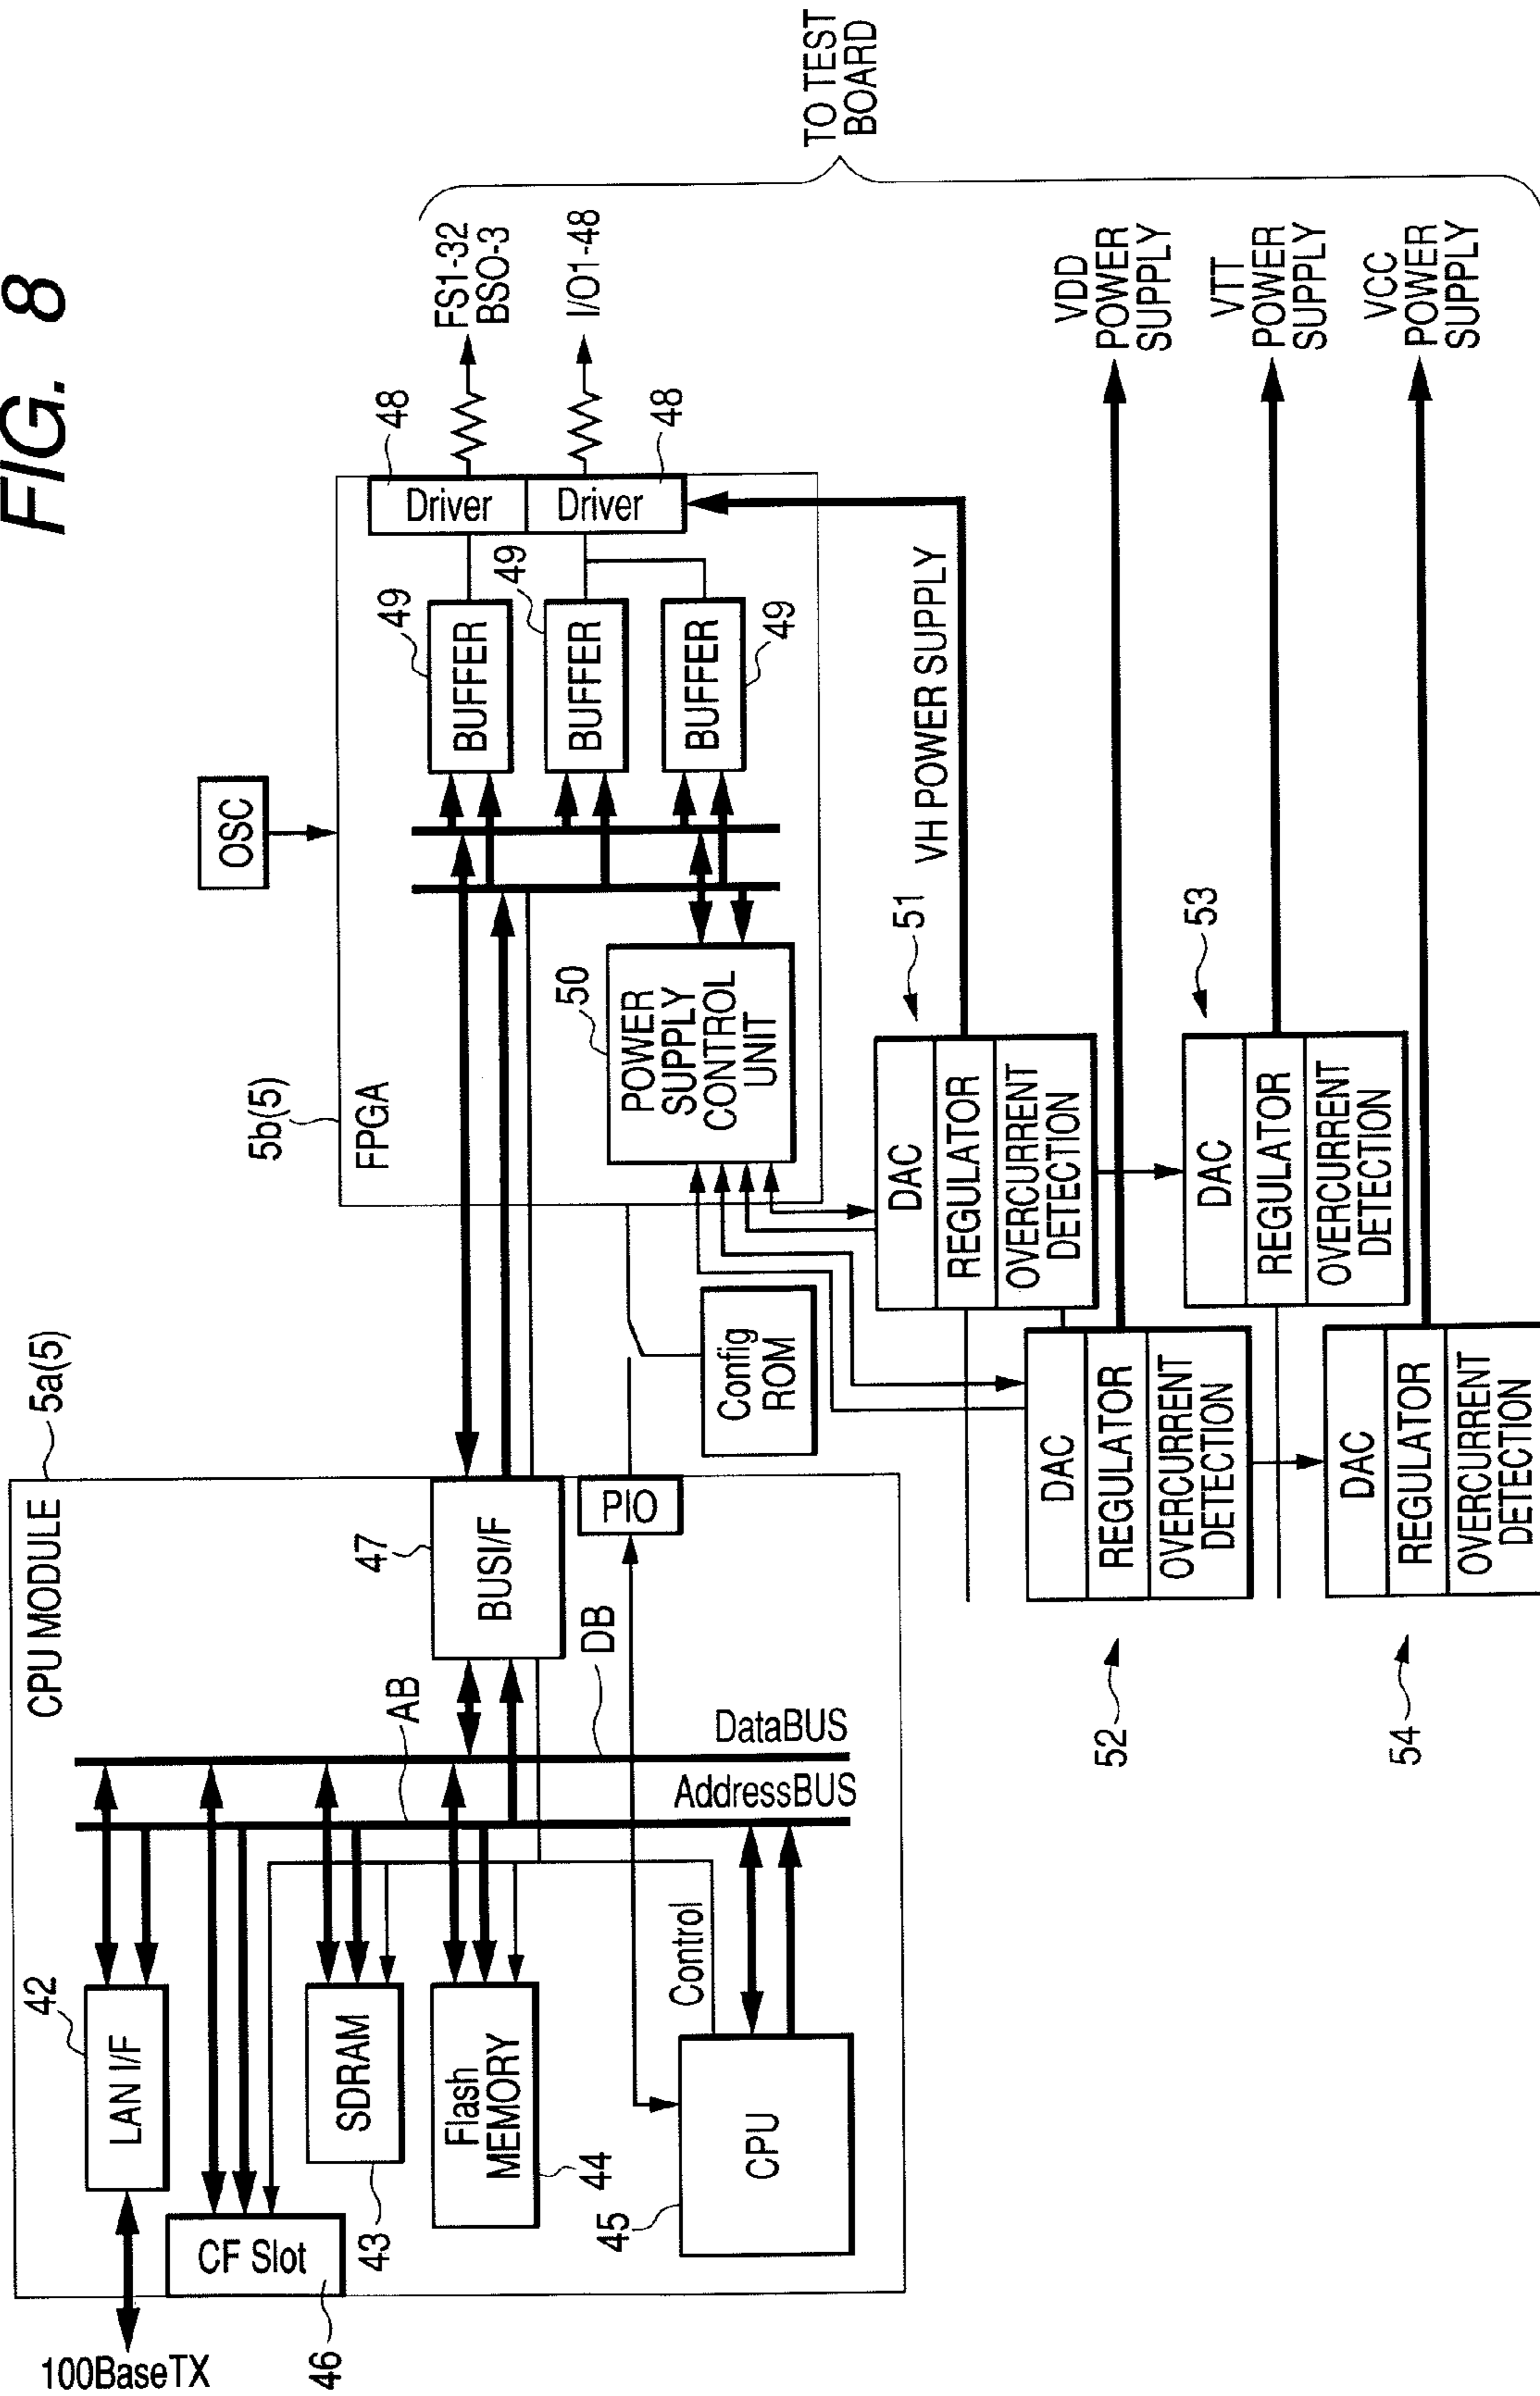 FIG. 8
CPU MODULE
5a(5)
100BaseTX
LAN I/F
42
CF Slot
46
SDRAM
43
Flash
MEMORY
44
CPU
45
Control
AB
DB
DataBUS
AddressBUS
BUSI/F
47
PIO
Config
ROM
5b(5)
FPGA
OSC
POWER
SUPPLY
CONTROL
UNIT
50
BUFFER
49
BUFFER
49
BUFFER
49
Driver
48
Driver
48
FS1-32
BSO-3
I/O1-48
TO TEST
BOARD
DAC
REGULATOR
OVERCURRENT
DETECTION
51
VH POWER SUPPLY
DAC
REGULATOR
OVERCURRENT
DETECTION
52
VDD
POWER
SUPPLY
DAC
REGULATOR
OVERCURRENT
DETECTION
53
VTT
POWER
SUPPLY
DAC
REGULATOR
OVERCURRENT
DETECTION
54
VCC
POWER
SUPPLY